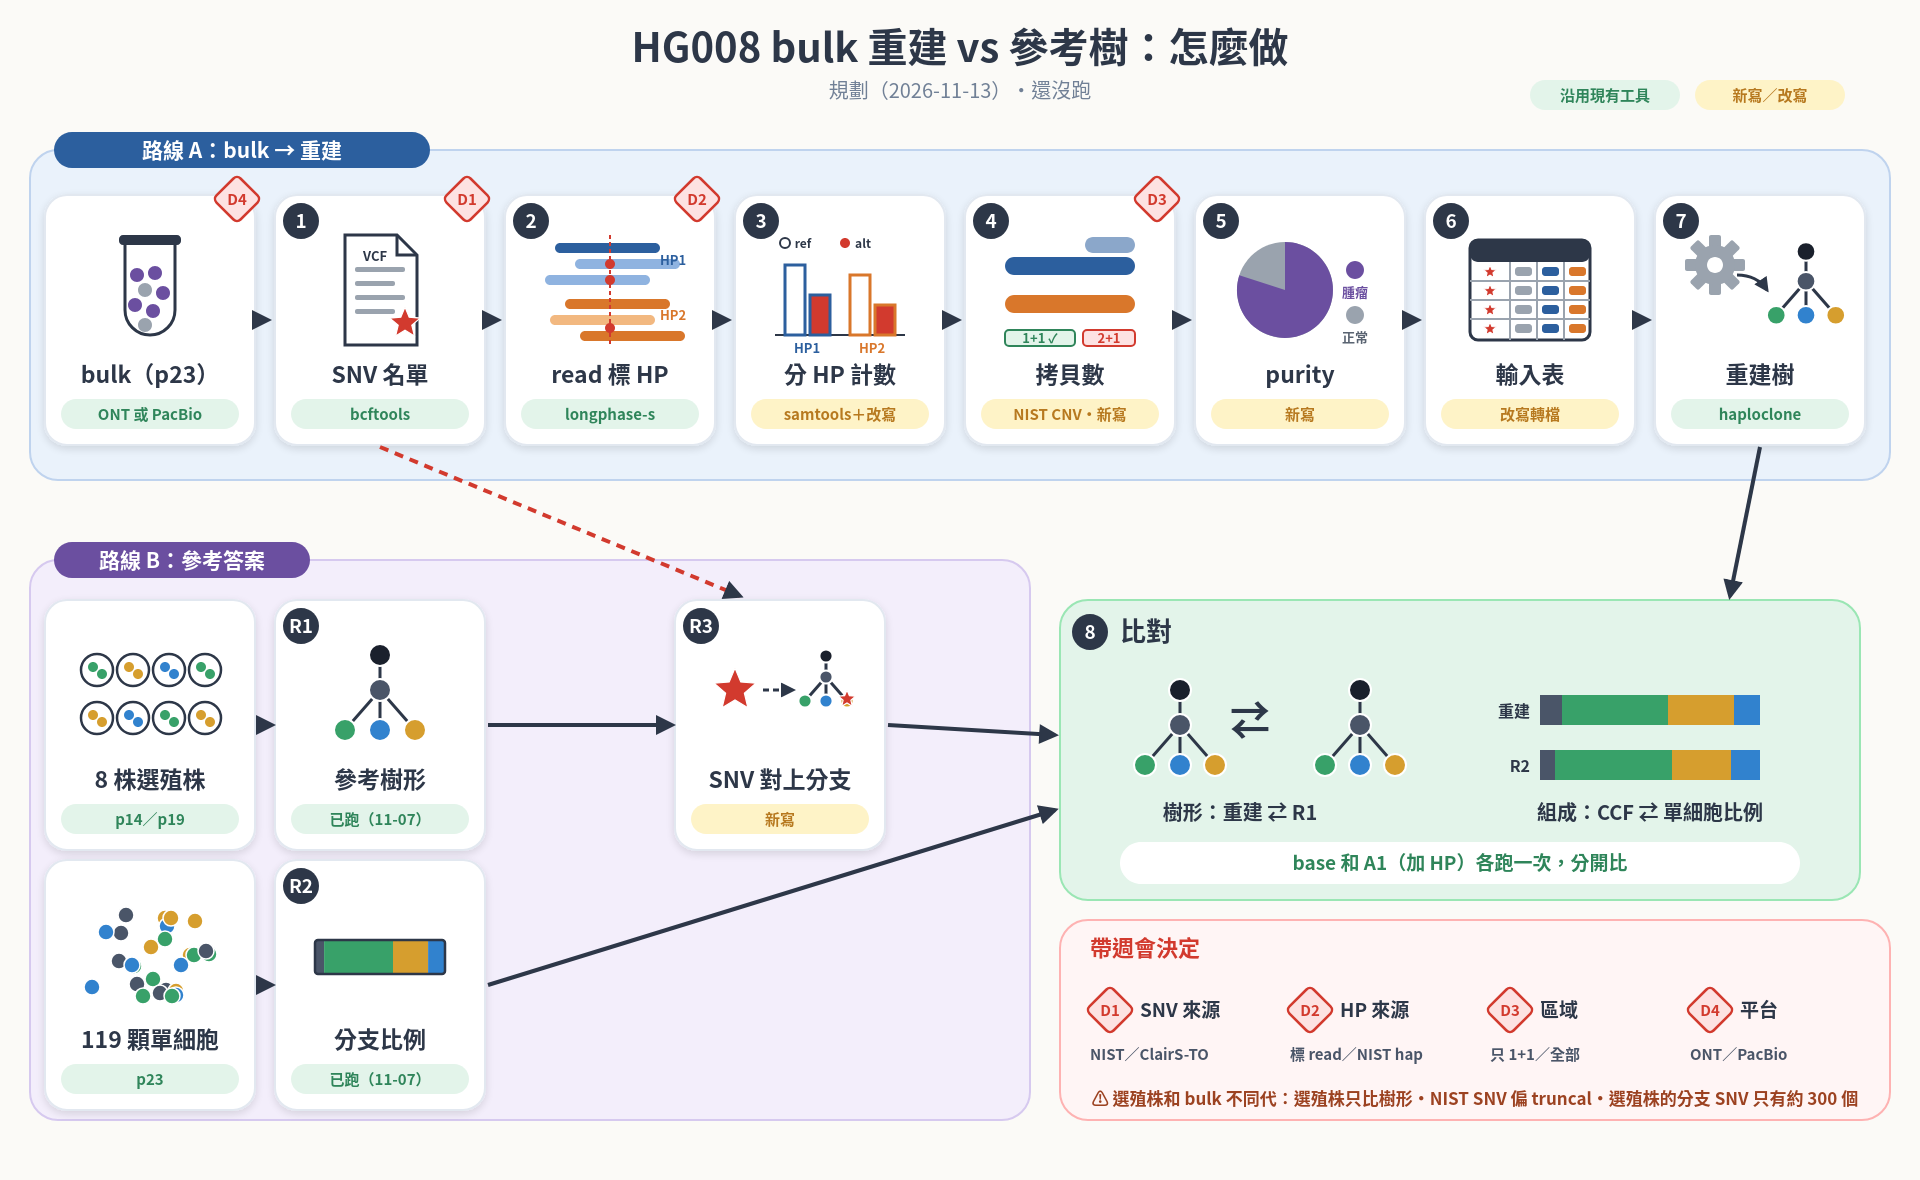 HG008 bulk 重建 vs 參考樹：怎麼做
規劃（2026-11-13）・還沒跑
沿用現有工具
新寫／改寫
路線 A：bulk → 重建
D4
bulk（p23）
ONT 或 PacBio
1
D1
VCF
SNV 名單
bcftools
2
D2
HP1
HP2
read 標 HP
longphase-s
3
ref
alt
HP1
HP2
分 HP 計數
samtools＋改寫
4
D3
1+1 ✓
2+1
拷貝數
NIST CNV・新寫
5
腫瘤
正常
purity
新寫
6
輸入表
改寫轉檔
7
重建樹
haploclone
路線 B：參考答案
8 株選殖株
p14／p19
R1
參考樹形
已跑（11-07）
R3
SNV 對上分支
新寫
119 顆單細胞
p23
R2
分支比例
已跑（11-07）
8 比對
重建
R2
樹形：重建 ⇄ R1
組成：CCF ⇄ 單細胞比例
base 和 A1（加 HP）各跑一次，分開比
帶週會決定
D1 SNV 來源
NIST／ClairS-TO
D2 HP 來源
標 read／NIST hap
D3 區域
只 1+1／全部
D4 平台
ONT／PacBio
⚠ 選殖株和 bulk 不同代：選殖株只比樹形・NIST SNV 偏 truncal・選殖株的分支 SNV 只有約 300 個